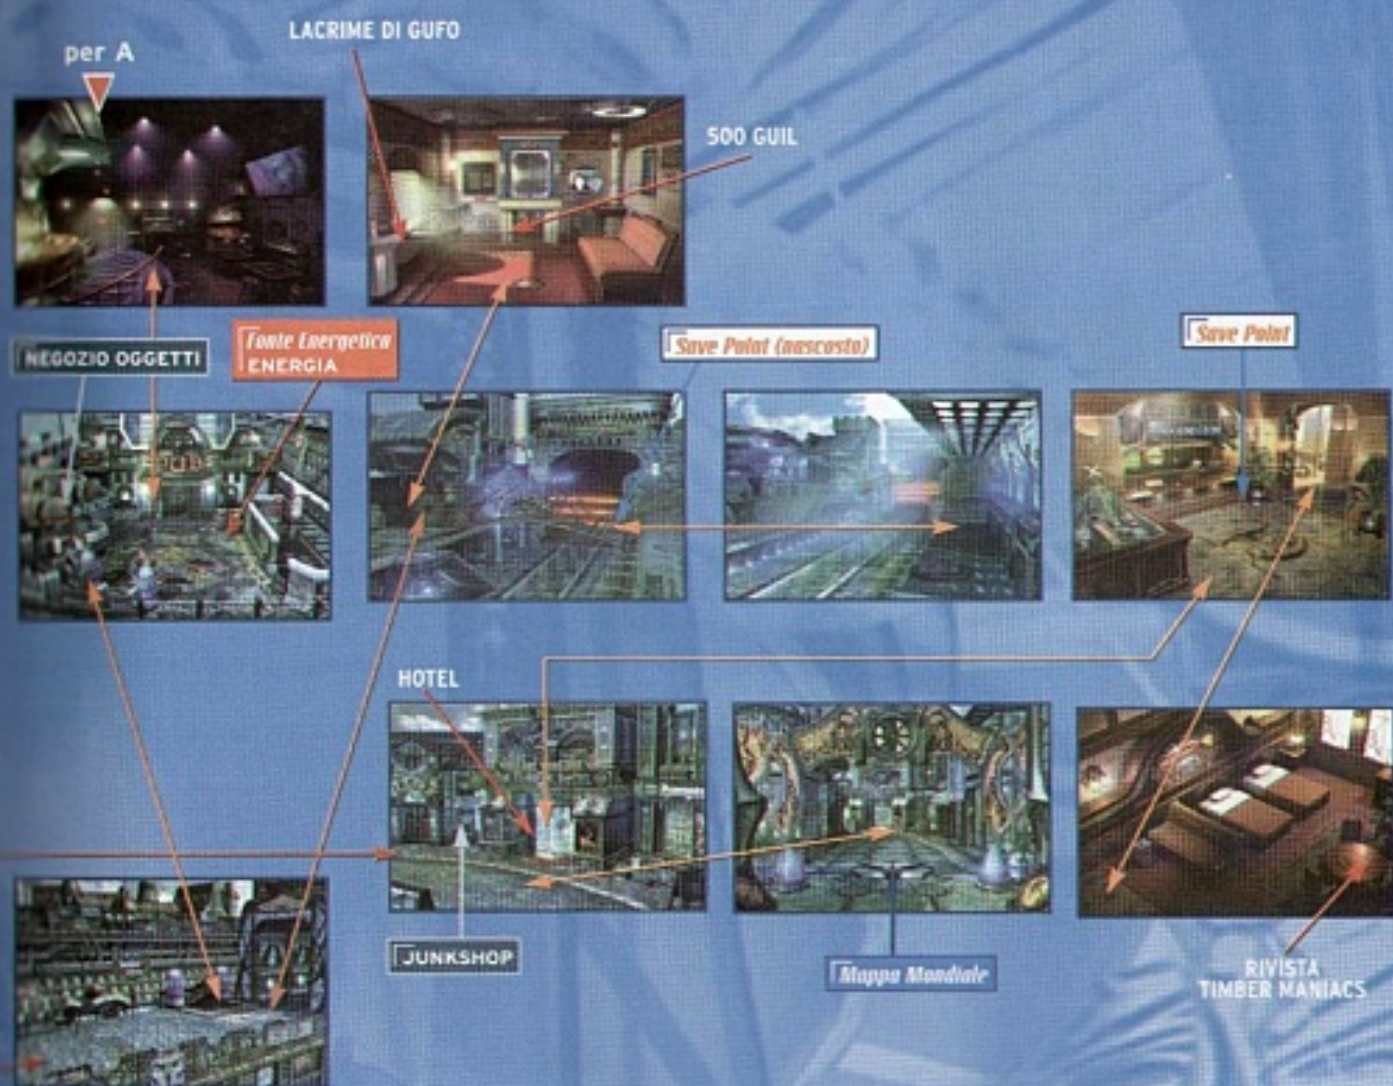 LACRIME DI GUFO
per A
500 GUIL
NEGOZIO OGGETTI
Fonte Energetica
ENERGIA
Save Point (nascosto)
Save Point
PUB
HOTEL
JUNKSHOP
Mappa Mondiale
RIVISTA
TIMBER MANIACS